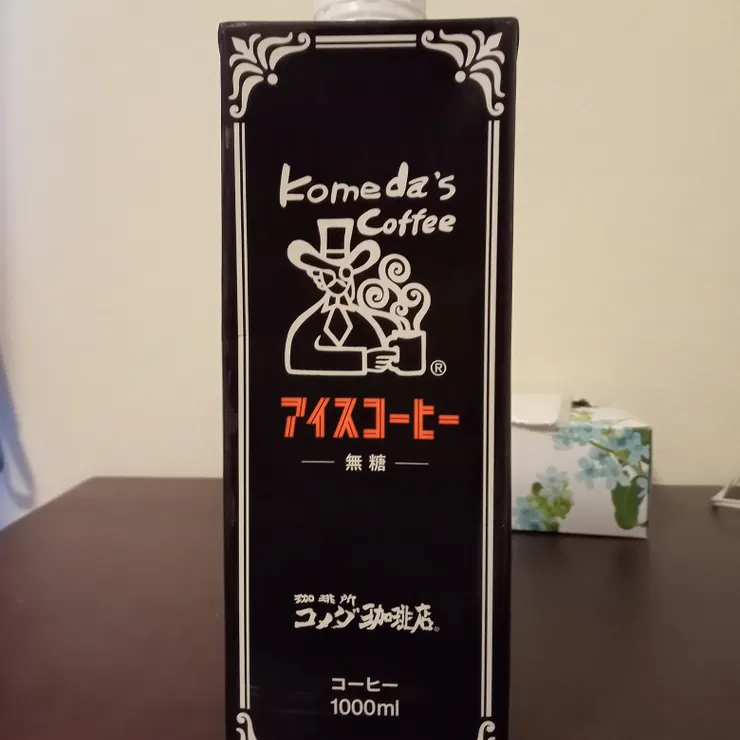 Komeda's
Coffee
®
アイスコーヒー
無糖
珈琲所
コメダ珈琲店®
コーヒー
1000ml